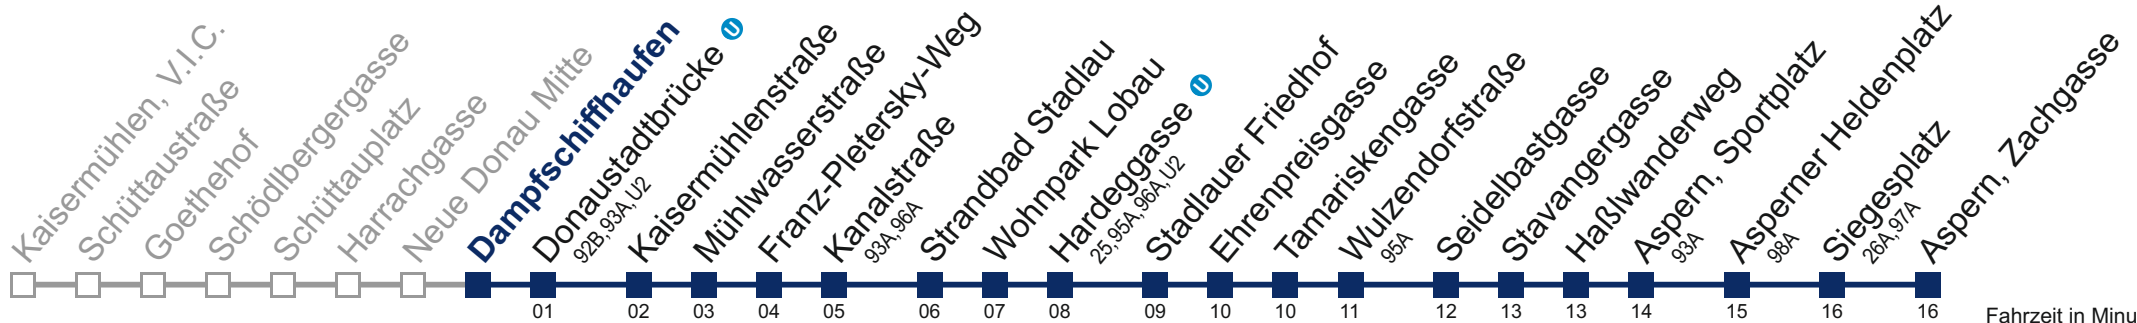 Kaisermühlen, V.I.C.
Schüttaustraße
Goethehof
Schödlbergergasse
Schüttauplatz
Harrachgasse
Neue Donau Mitte
Dampfschiffhaufen
Donaustadtbrücke U
92B, 93A, U2
Kaisermühlenstraße
Mühlwasserstraße
Franz-Pletersky-Weg
Kanalstraße
93A, 96A
Strandbad Stadlau
Wohnpark Lobau
Hardeggasse U
25, 95A, 96A, U2
Stadlauer Friedhof
Ehrenpreisgasse
Tamariskengasse
Wulzendorfstraße
95A
Seidelbastgasse
Stavangergasse
Haßlwanderweg
Aspern, Sportplatz
93A
Asperner Heldenplatz
98A
Siegesplatz
26A, 97A
Aspern, Zachgasse
01 02 03 04 05 06 07 08 09 10 10 11 12 13 13 14 15 16 16
Fahrzeit in Minu